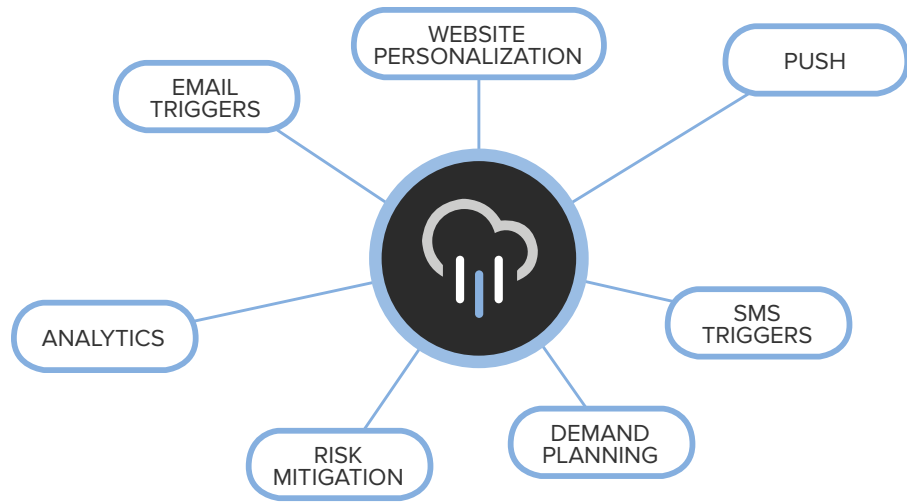 WEBSITE
PERSONALIZATION
PUSH
EMAIL
TRIGGERS
SMS
TRIGGERS
ANALYTICS
DEMAND
PLANNING
RISK
MITIGATION